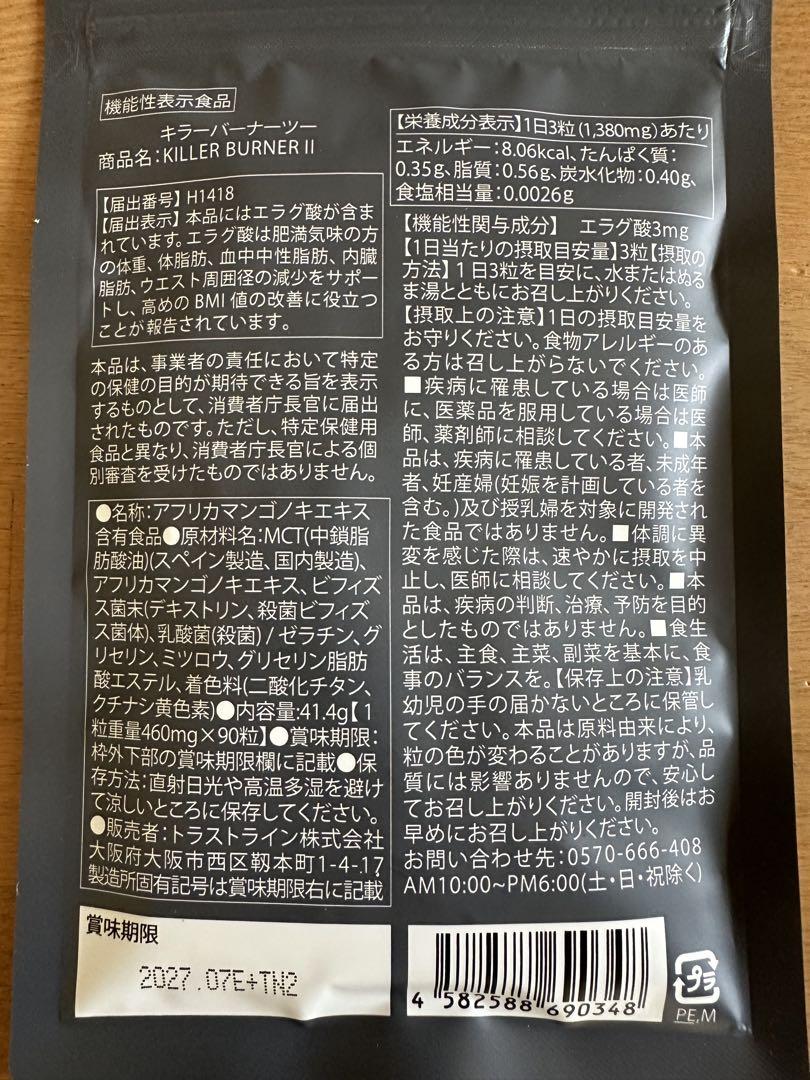 機能性表示食品
キラーバーナーツー
商品名:KILLER BURNER II
【届出番号】H1418
【届出表示】本品にはエラグ酸が含ま
れています。エラグ酸は肥満気味の方
の体重、体脂肪、血中中性脂肪、内臓
脂肪、ウエスト周囲径の減少をサポー
トし、高めのBMI値の改善に役立つ
ことが報告されています。
本品は、事業者の責任において特定
の保健の目的が期待できる旨を表示
するものとして、消費者庁長官に届出
されたものです。ただし、特定保健用
食品と異なり、消費者庁長官による個
別審査を受けたものではありません。
●名称:アフリカマンゴノキエキス
含有食品●原材料名:MCT(中鎖脂
肪酸油)(スペイン製造、国内製造)、
アフリカマンゴノキエキス、ビフィズ
ス菌末(デキストリン、殺菌ビフィズ
ス菌体)、乳酸菌(殺菌) / ゼラチン、グ
リセリン、ミツロウ、グリセリン脂肪
酸エステル、着色料(二酸化チタン、
クチナシ黄色素)●内容量:41.4g【1
粒重量460mg×90粒】●賞味期限:
枠外下部の賞味期限欄に記載●保
存方法:直射日光や高温多湿を避け
て涼しいところに保存してください。
●販売者:トラストライン株式会社
大阪府大阪市西区靱本町1-4-17
製造所固有記号は賞味期限右に記載
賞味期限
2027.07E+TN2
【栄養成分表示】1日3粒(1,380mg)あたり
エネルギー:8.06kcal、たんぱく質:
0.35g、脂質:0.56g、炭水化物:0.40g、
食塩相当量:0.0026g
【機能性関与成分】 エラグ酸3mg
【1日当たりの摂取目安量】3粒【摂取の
方法】1日3粒を目安に、水またはぬる
ま湯とともにお召し上がりください。
【摂取上の注意】1日の摂取目安量を
お守りください。食物アレルギーのあ
る方は召し上がらないでください。
■疾病に罹患している場合は医師
に、医薬品を服用している場合は医
師、薬剤師に相談してください。■本
品は、疾病に罹患している者、未成年
者、妊産婦(妊娠を計画している者を
含む。)及び授乳婦を対象に開発され
た食品ではありません。■体調に異
変を感じた際は、速やかに摂取を中
止し、医師に相談してください。■本
品は、疾病の判断、治療、予防を目的
としたものではありません。■食生
活は、主食、主菜、副菜を基本に、食
事のバランスを。【保存上の注意】乳
幼児の手の届かないところに保管し
てください。本品は原料由来により、
粒の色が変わることがありますが、品
質には影響ありませんので、安心し
てお召し上がりください。開封後はお
早めにお召し上がりください。
お問い合わせ先:0570-666-408
AM10:00~PM6:00(土・日・祝除く)
4 582588 690348
プラ
PE,M